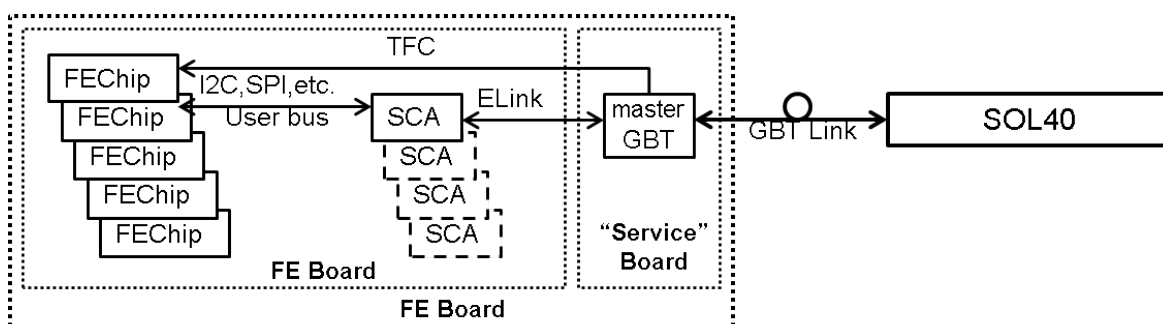 TFC
FEChip
I2C,SPI,etc.
FEChip
User bus
SCA
ELink
master
GBT
GBT Link
SOL40
FEChip
SCA
FEChip
SCA
FEChip
SCA
"Service"
Board
FE Board
FE Board